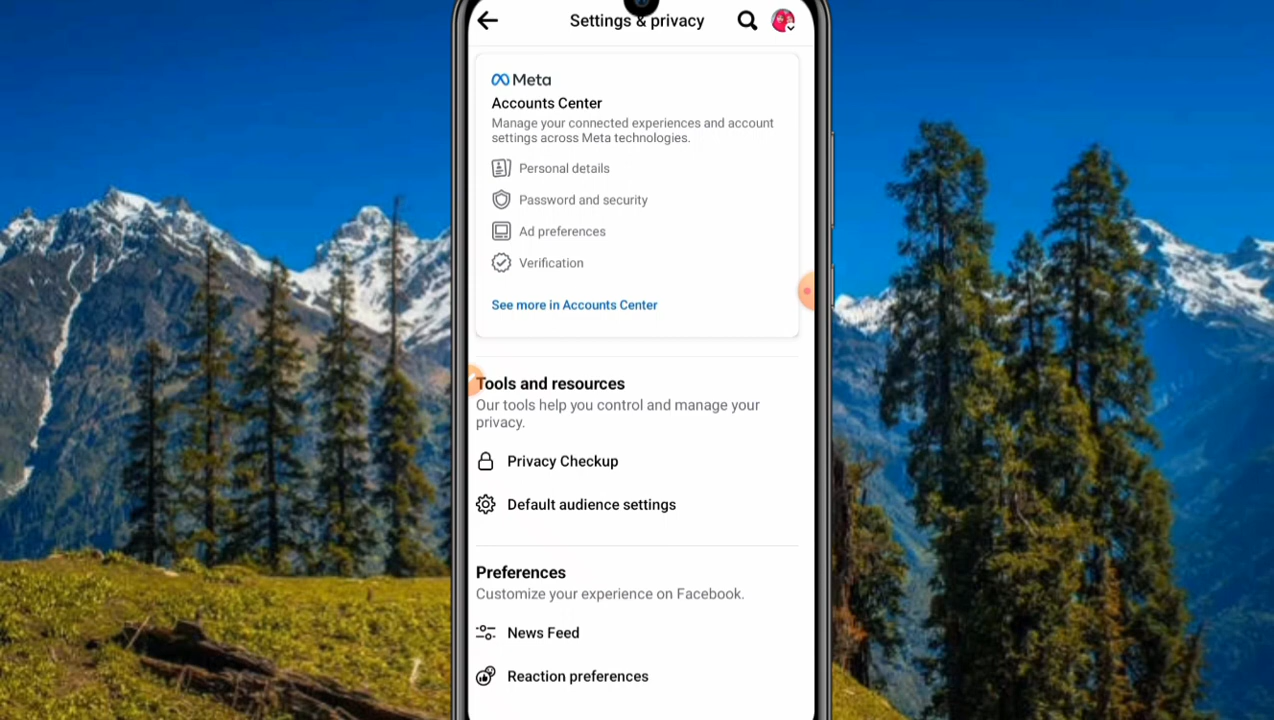 Settings & privacy
Meta
Accounts Center
Manage your connected experiences and account
settings across Meta technologies.
Personal details
Password and security
Ad preferences
Verification
See more in Accounts Center
Tools and resources
Our tools help you control and manage your
privacy.
Privacy Checkup
Default audience settings
Preferences
Customize your experience on Facebook.
News Feed
Reaction preferences